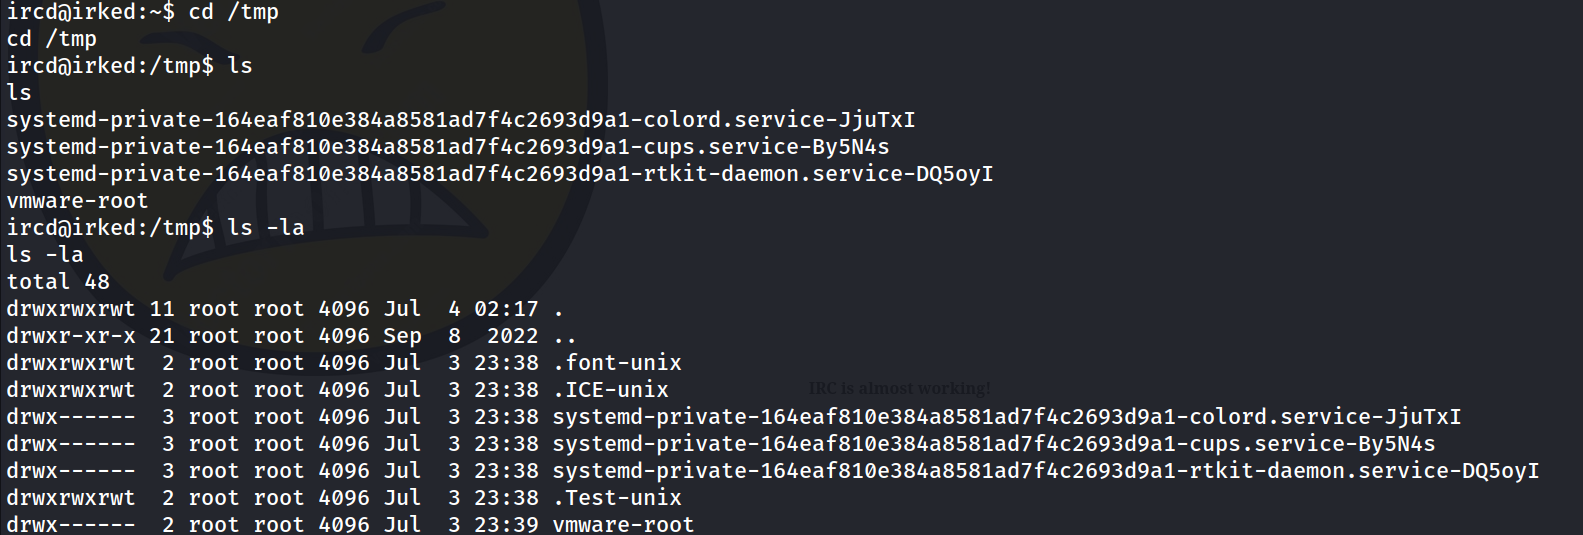 ircd@irked:~$ cd /tmp
cd /tmp
ircd@irked:/tmp$ ls
ls
systemd-private-164eaf810e384a8581ad7f4c2693d9a1-colord.service-JjuTxI
systemd-private-164eaf810e384a8581ad7f4c2693d9a1-cups.service-By5N4s
systemd-private-164eaf810e384a8581ad7f4c2693d9a1-rtkit-daemon.service-DQ5oyI
vmware-root
ircd@irked:/tmp$ ls -la
ls -la
total 48
drwxrwxrwt 11 root root 4096 Jul  4 02:17 .
drwxr-xr-x 21 root root 4096 Sep  8  2022 ..
drwxrwxrwt  2 root root 4096 Jul  3 23:38 .font-unix
drwxrwxrwt  2 root root 4096 Jul  3 23:38 .ICE-unix
IRC is almost working!
drwx------  3 root root 4096 Jul  3 23:38 systemd-private-164eaf810e384a8581ad7f4c2693d9a1-colord.service-JjuTxI
drwx------  3 root root 4096 Jul  3 23:38 systemd-private-164eaf810e384a8581ad7f4c2693d9a1-cups.service-By5N4s
drwx------  3 root root 4096 Jul  3 23:38 systemd-private-164eaf810e384a8581ad7f4c2693d9a1-rtkit-daemon.service-DQ5oyI
drwxrwxrwt  2 root root 4096 Jul  3 23:38 .Test-unix
drwx------  2 root root 4096 Jul  3 23:39 vmware-root